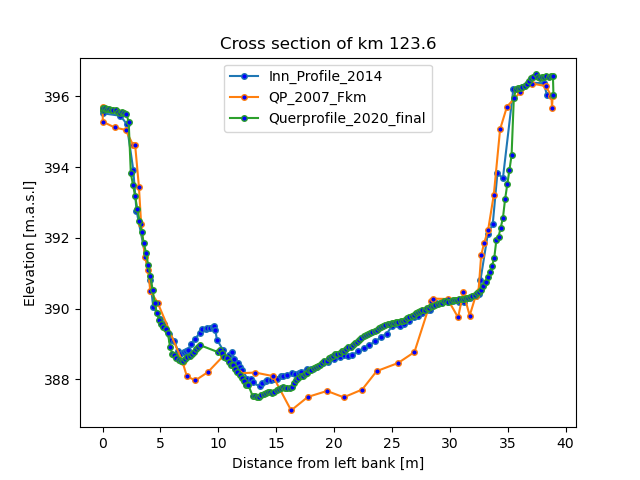 Cross section of km 123.6
Inn_Profile_2014
QP_2007_Fkm
Querprofile_2020_final
396
394
392
390
388
Elevation [m.a.s.l]
0 5 10 15 20 25 30 35 40
Distance from left bank [m]